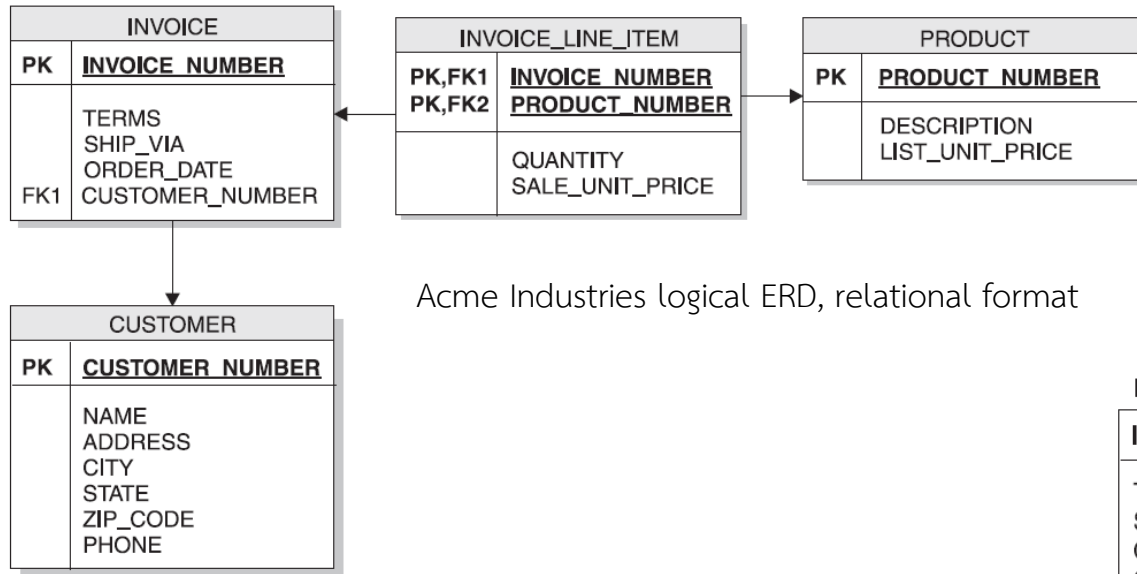 INVOICE
PK INVOICE_NUMBER
TERMS
SHIP_VIA
ORDER_DATE
FK1 CUSTOMER_NUMBER
INVOICE_LINE_ITEM
PK,FK1 INVOICE_NUMBER
PK,FK2 PRODUCT_NUMBER
QUANTITY
SALE_UNIT_PRICE
PRODUCT
PK PRODUCT_NUMBER
DESCRIPTION
LIST_UNIT_PRICE
Acme Industries logical ERD, relational format
CUSTOMER
PK CUSTOMER_NUMBER
NAME
ADDRESS
CITY
STATE
ZIP_CODE
PHONE